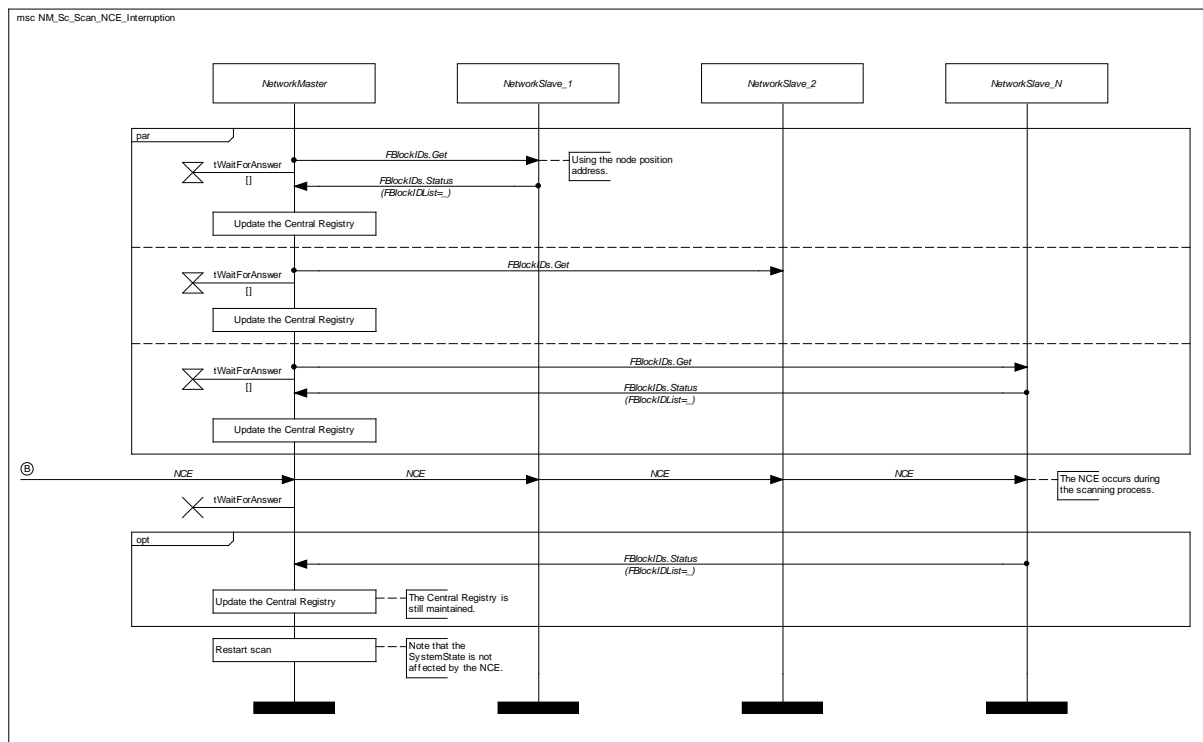 msc NM_Sc_Scan_NCE_Interruption
NetworkMaster
NetworkSlave_1
NetworkSlave_2
NetworkSlave_N
par
FBlockIDs.Get
Using the node position
address.
tWaitForAnswer
[]
FBlockIDs.Status
(FBlockIDList=_)
Update the Central Registry
FBlockIDs.Get
tWaitForAnswer
[]
Update the Central Registry
FBlockIDs.Get
tWaitForAnswer
[]
FBlockIDs.Status
(FBlockIDList=_)
Update the Central Registry
B
NCE
NCE
NCE
NCE
The NCE occurs during
the scanning process.
tWaitForAnswer
opt
FBlockIDs.Status
(FBlockIDList=_)
Update the Central Registry
The Central Registry is
still maintained.
Restart scan
Note that the
SystemState is not
affected by the NCE.